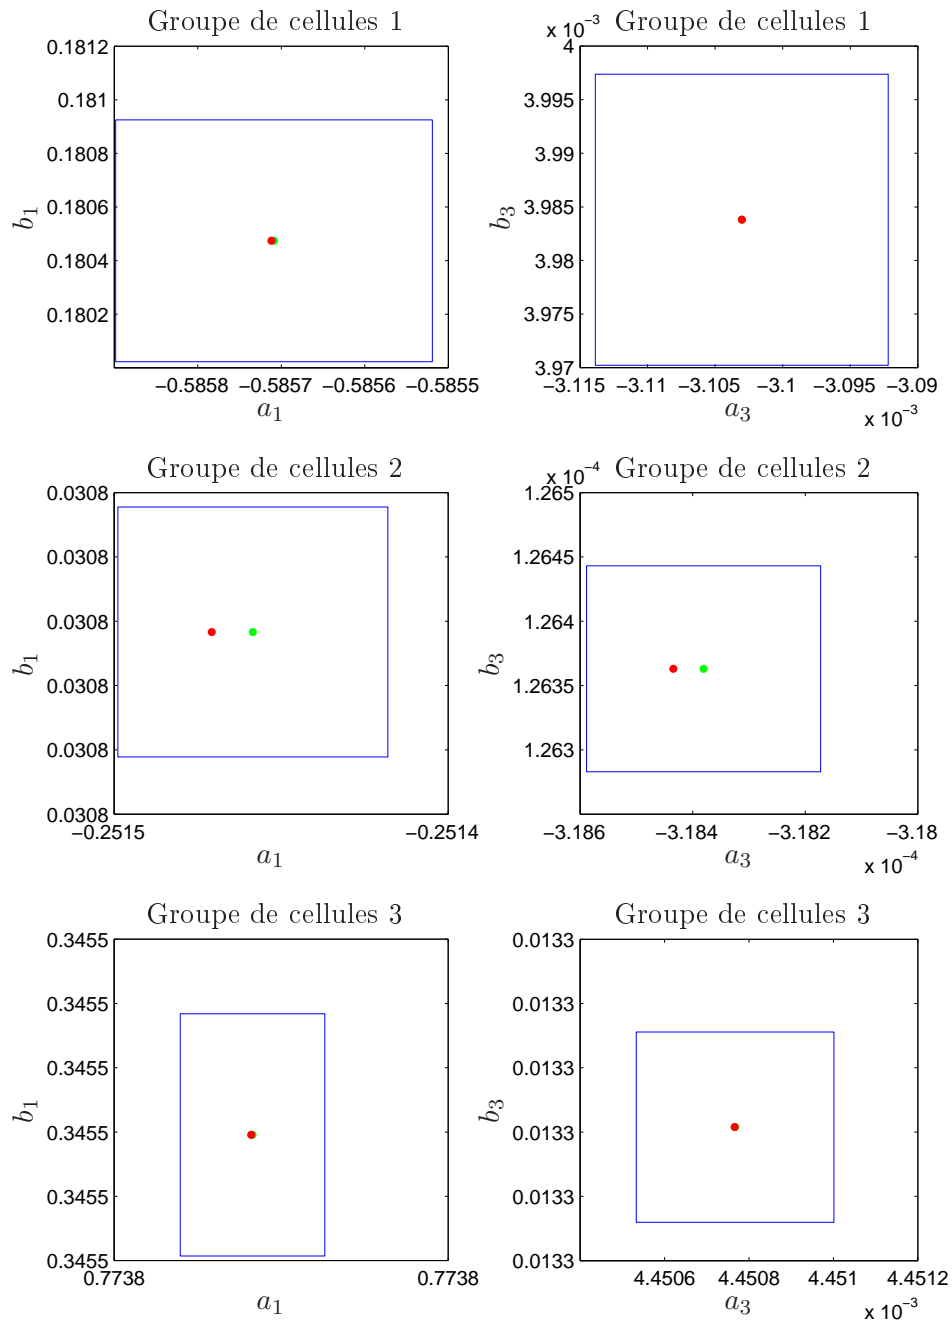 Groupe de cellules 1
0.1812
0.181
0.1808
0.1806
0.1804
0.1802
b1
−0.5858 −0.5857 −0.5856 −0.5855
a1
Groupe de cellules 1
x 10−3
4
3.995
3.99
3.985
3.98
3.975
3.97
b3
−3.115 −3.11 −3.105 −3.1 −3.095 −3.09
a3
x 10−3
Groupe de cellules 2
0.0308
0.0308
0.0308
0.0308
0.0308
0.0308
b1
−0.2515 −0.2514
a1
Groupe de cellules 2
x 10−4
1.265
1.2645
1.264
1.2635
1.263
b3
−3.186 −3.184 −3.182 −3.18
a3
x 10−4
Groupe de cellules 3
0.3455
0.3455
0.3455
0.3455
0.3455
0.3455
b1
0.7738 0.7738
a1
Groupe de cellules 3
0.0133
0.0133
0.0133
0.0133
0.0133
0.0133
b3
4.4506 4.4508 4.451 4.4512
a3
x 10−3